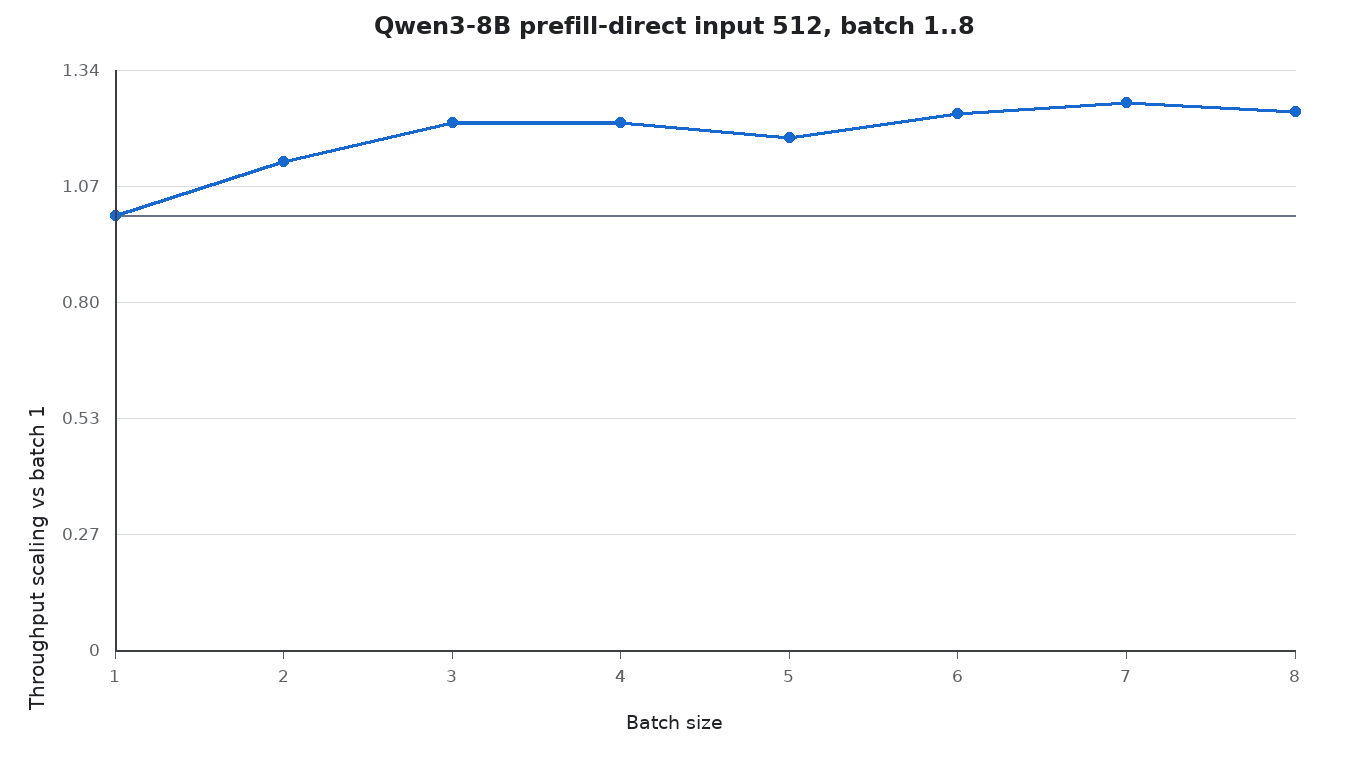 Qwen3-8B prefill-direct input 512, batch 1..8
1.34
1.07
0.80
0.53
0.27
0
Throughput scaling vs batch 1
1 2 3 4 5 6 7 8
Batch size